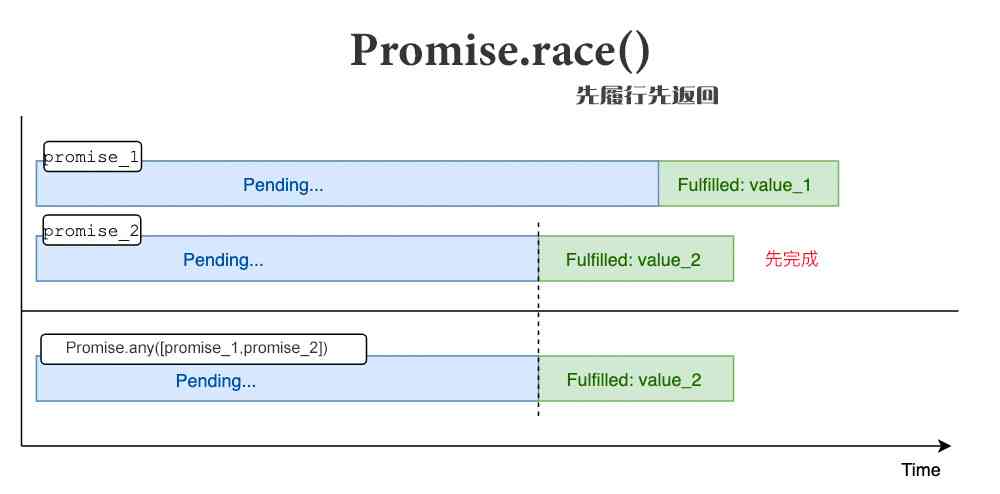 Promise.race()
先履行先返回
promise_1
Pending...
Fulfilled: value_1
promise_2
Pending...
Fulfilled: value_2
先完成
Promise.any([promise_1,promise_2])
Pending...
Fulfilled: value_2
Time